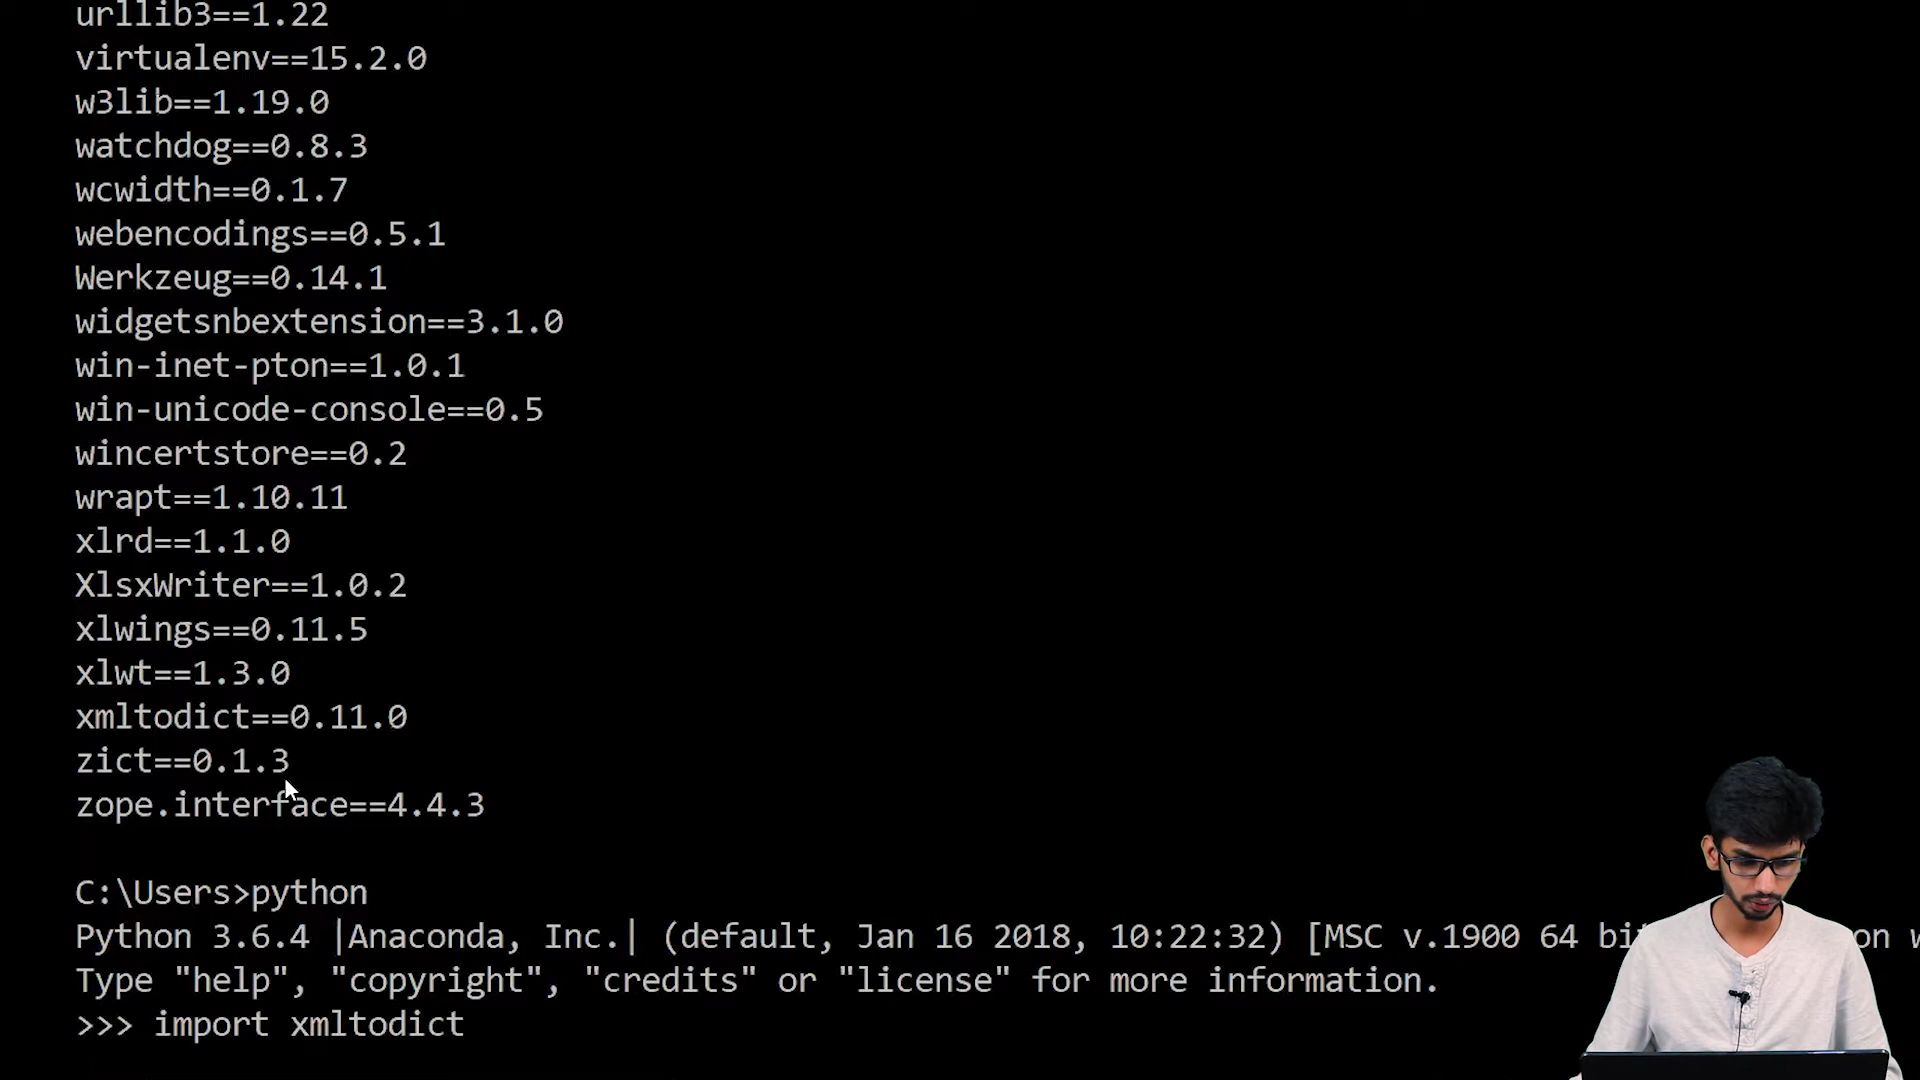 urllib3==1.22
virtualenv==15.2.0
w3lib==1.19.0
watchdog==0.8.3
wcwidth==0.1.7
webencodings==0.5.1
Werkzeug==0.14.1
widgetsnbextension==3.1.0
win-inet-pton==1.0.1
win-unicode-console==0.5
wincertstore==0.2
wrapt==1.10.11
xlrd==1.1.0
XlsxWriter==1.0.2
xlwings==0.11.5
xlwt==1.3.0
xmltodict==0.11.0
zict==0.1.3
zope.interface==4.4.3
C:\Users>python
Python 3.6.4 |Anaconda, Inc.| (default, Jan 16 2018, 10:22:32) [MSC v.1900 64
Type "help", "copyright", "credits" or "license" for more information.
>>> import xmltodict